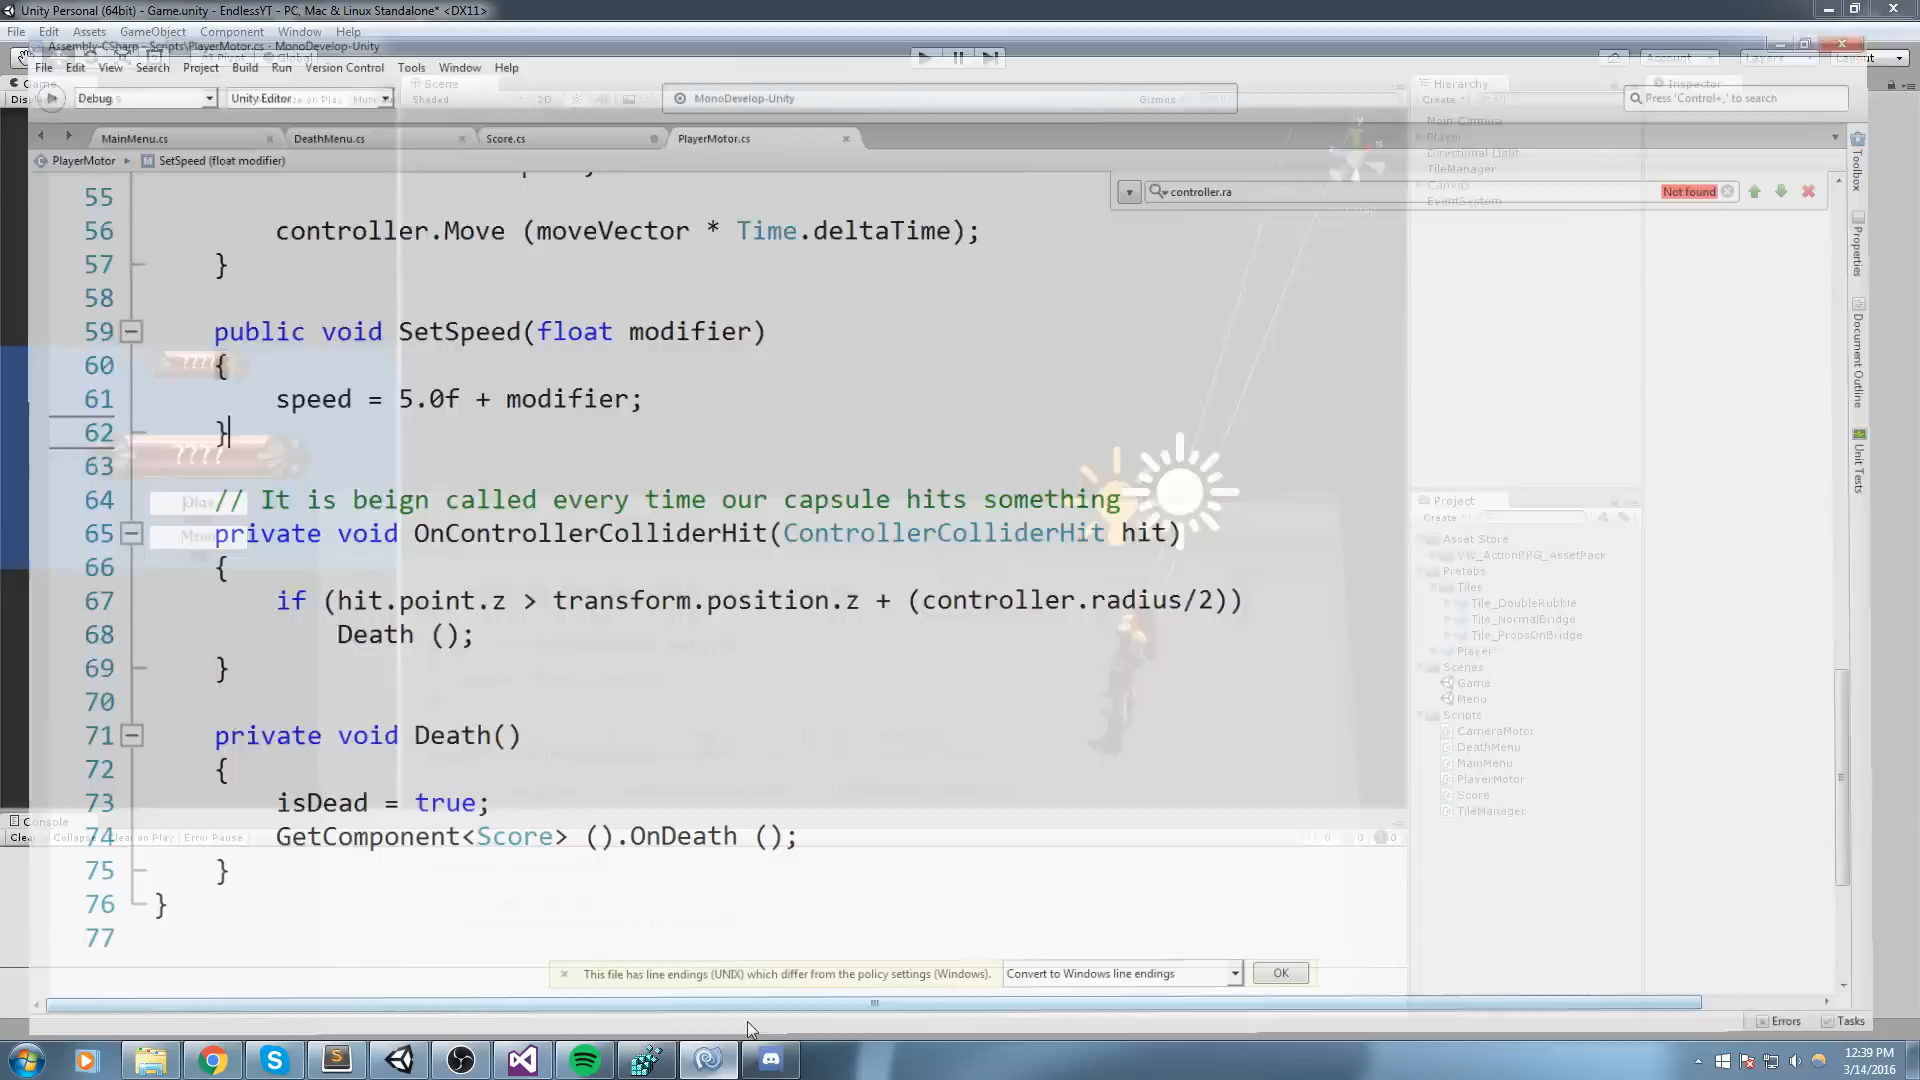 Unity Personal (64bit) - Game.unity - EndlessYT - PC, Mac & Linux Standalone* <DX11>
File Edit Assets GameObject Component Window Help
Assembly-CSharp - Scripts\PlayerMotor.cs - MonoDevelop-Unity
Pivot Global
Account Layers Layout
File Edit View Search Project Build Run Version Control Tools Window Help
Scene Hierarchy Inspector
Debug Unity Editor Shaded 2D MonoDevelop-Unity Gizmos Create Press 'Control+,' to search
Main Camera
MainMenu.cs DeathMenu.cs Score.cs PlayerMotor.cs Player
Directional Light
PlayerMotor SetSpeed (float modifier)
TileManager
Canvas
controller.ra Not found
EventSystem
Toolbox
Properties
Document Outline
Unit Tests
55
56 controller.Move (moveVector * Time.deltaTime);
57 }
58
59 public void SetSpeed(float modifier)
60 {
61 speed = 5.0f + modifier;
62 }
63
64 // It is beign called every time our capsule hits something
65 private void OnControllerColliderHit(ControllerColliderHit hit)
66 {
67 if (hit.point.z > transform.position.z + (controller.radius/2))
68 Death ();
69 }
70
71 private void Death()
72 {
73 isDead = true;
74 GetComponent<Score> ().OnDeath ();
75 }
76 }
77
????
????
Project
Create
Asset Store
VW_ActionPPG_AssetPack
Prefabs
Tiles
Tile_DoubleRubble
Tile_NormalBridge
Tile_PropsOnBridge
Player
Scenes
Game
Menu
Scripts
CameraMotor
DeathMenu
MainMenu
PlayerMotor
Score
TileManager
Console
Collapse Clear on Play Error Pause
This file has line endings (UNIX) which differ from the policy settings (Windows). Convert to Windows line endings OK
Errors Tasks
12:39 PM
3/14/2016